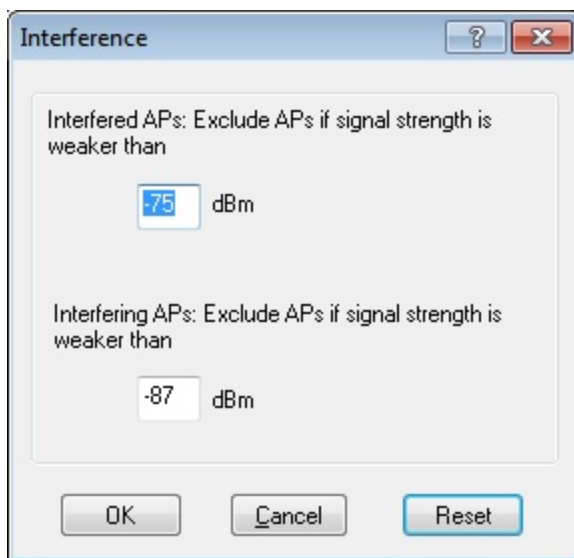 Interference
?
Interfered APs: Exclude APs if signal strength is
weaker than
-75 dBm
Interfering APs: Exclude APs if signal strength is
weaker than
-87 dBm
OK Cancel Reset